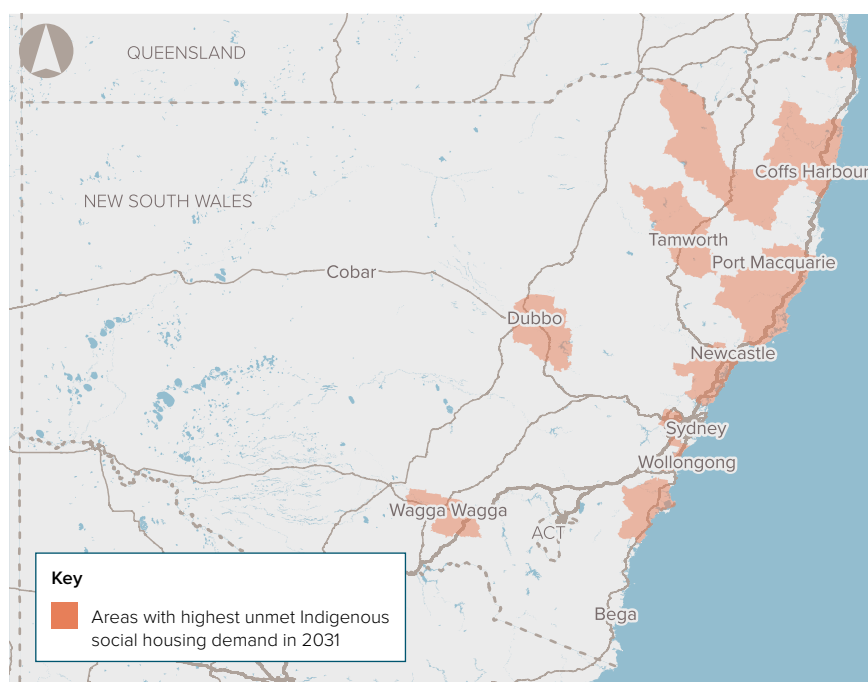 QUEENSLAND
NEW SOUTH WALES
Coffs Harbour
Tamworth
Port Macquarie
Cobar
Dubbo
Newcastle
Sydney
Wollongong
Wagga Wagga
ACT
Bega
Key
Areas with highest unmet Indigenous
social housing demand in 2031